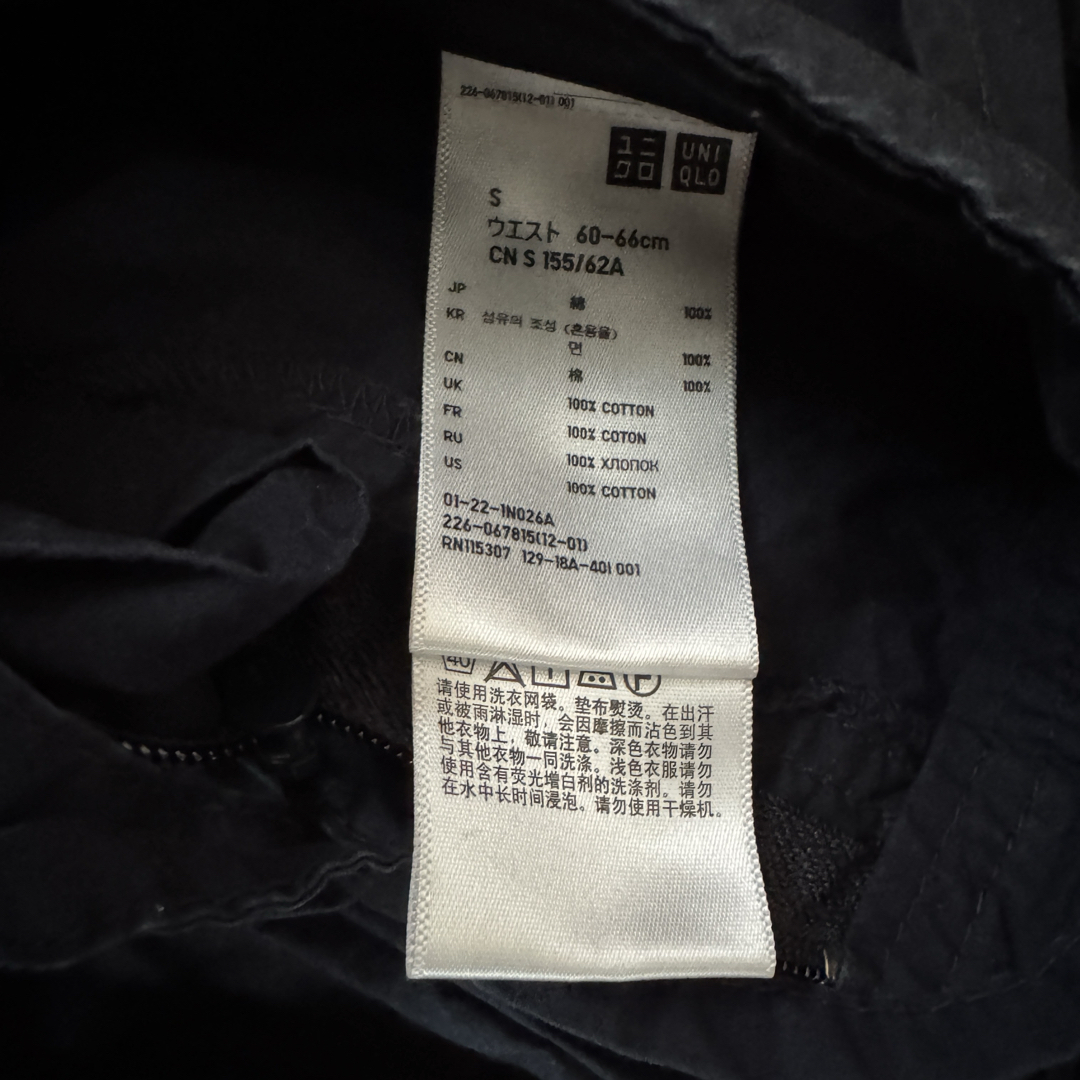 226-067815(12-01) 001
ユニ
クロ
UNI
QLO
S
ウエスト 60-66cm
CN S 155/62A
JP 綿 100%
KR 섬유의 조성 (혼용율)
면 100%
CN 棉 100%
UK 100% COTTON
FR 100% COTON
RU 100% ХЛОПОК
US 100% COTTON
01-22-1N026A
226-067815(12-01)
RN115307 129-18A-40) 001
40
请使用洗衣网袋。垫布熨烫。在出汗
或被雨淋湿时，会因摩擦而沾色到其
他衣物上，敬请注意。深色衣物请勿
与其他衣物一同洗涤。浅色衣服请勿
使用含有荧光增白剂的洗涤剂。请勿
在水中长时间浸泡。请勿使用干燥机。